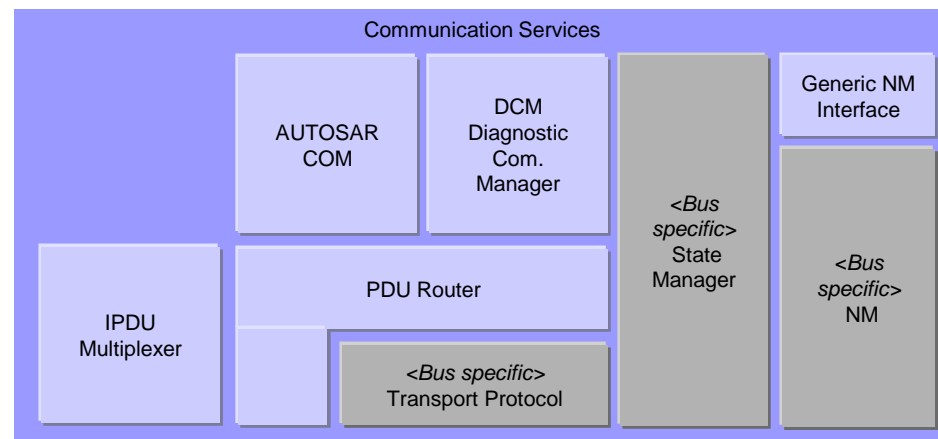 Communication Services
AUTOSAR
COM
DCM
Diagnostic
Com.
Manager
<Bus
specific>
State
Manager
Generic NM
Interface
<Bus
specific>
NM
IPDU
Multiplexer
PDU Router
<Bus specific>
Transport Protocol